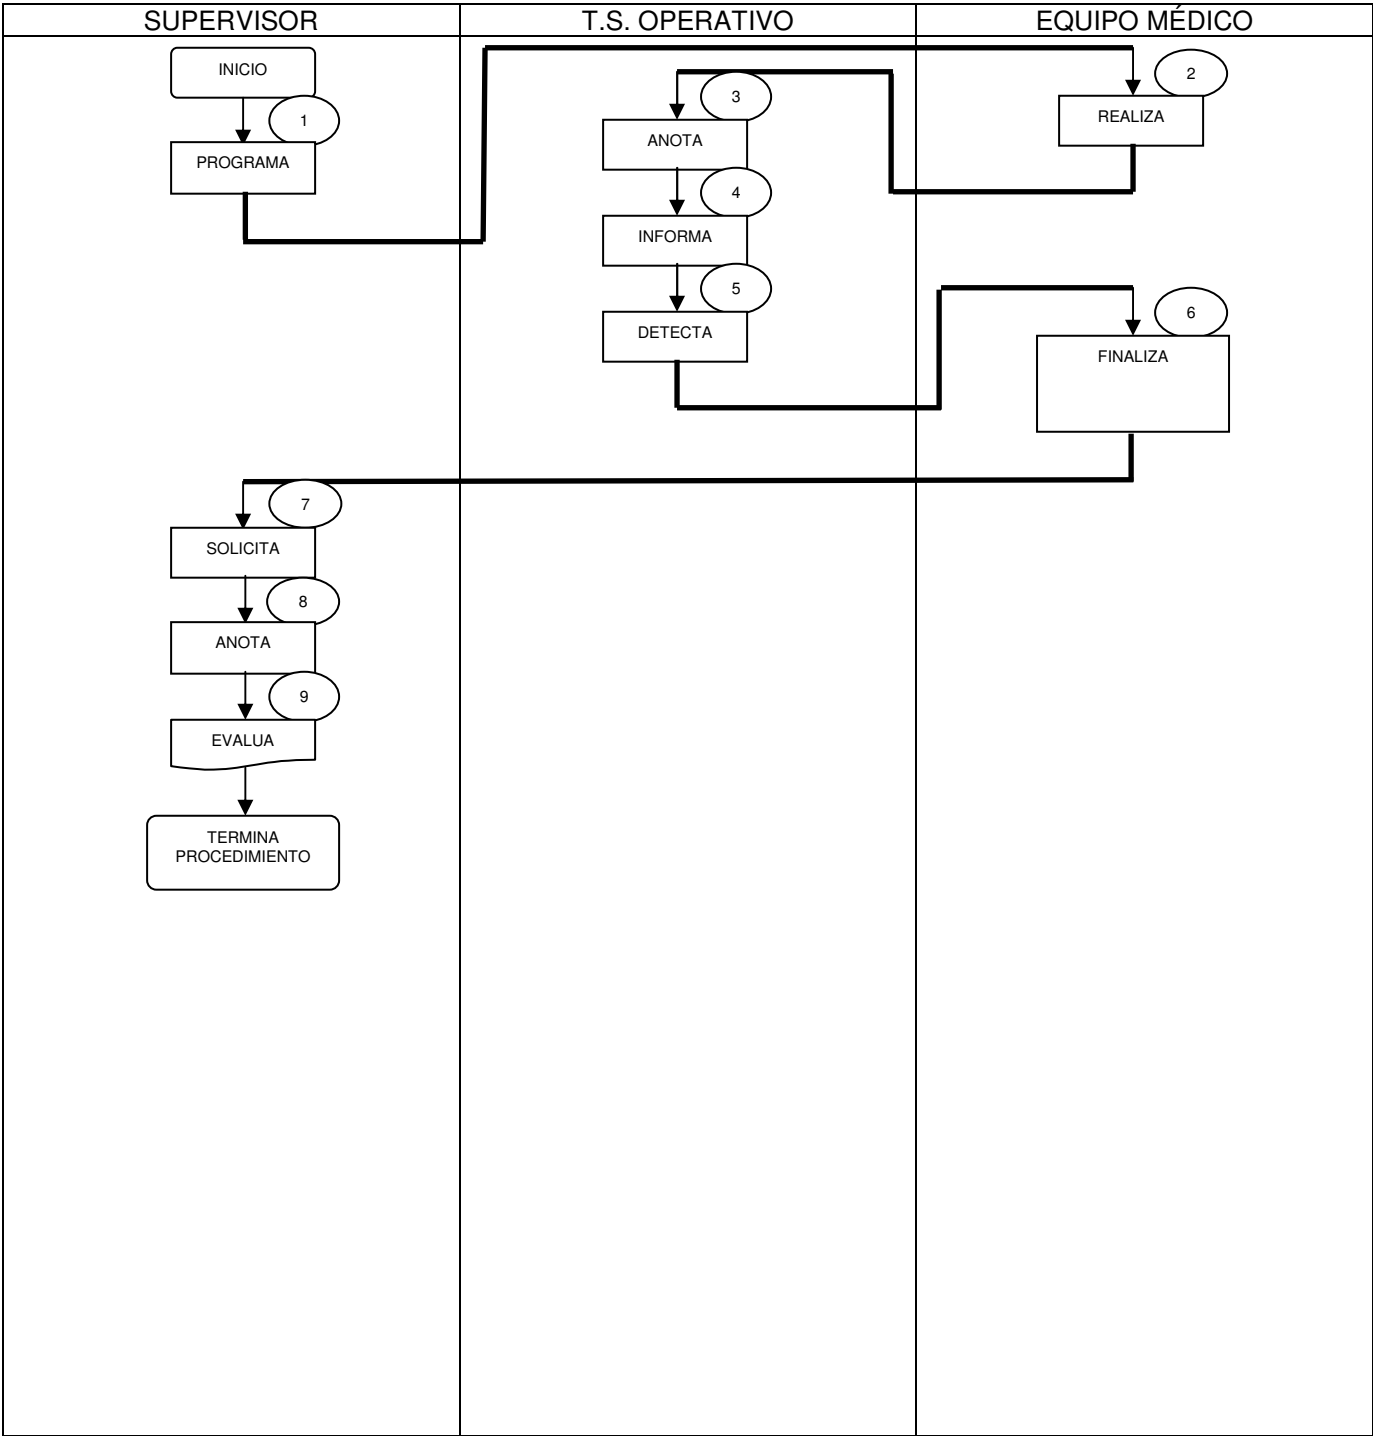 SUPERVISOR
T.S. OPERATIVO
EQUIPO MÉDICO
INICIO
1
PROGRAMA
2
REALIZA
3
ANOTA
4
INFORMA
5
DETECTA
6
FINALIZA
7
SOLICITA
8
ANOTA
9
EVALUA
TERMINA
PROCEDIMIENTO